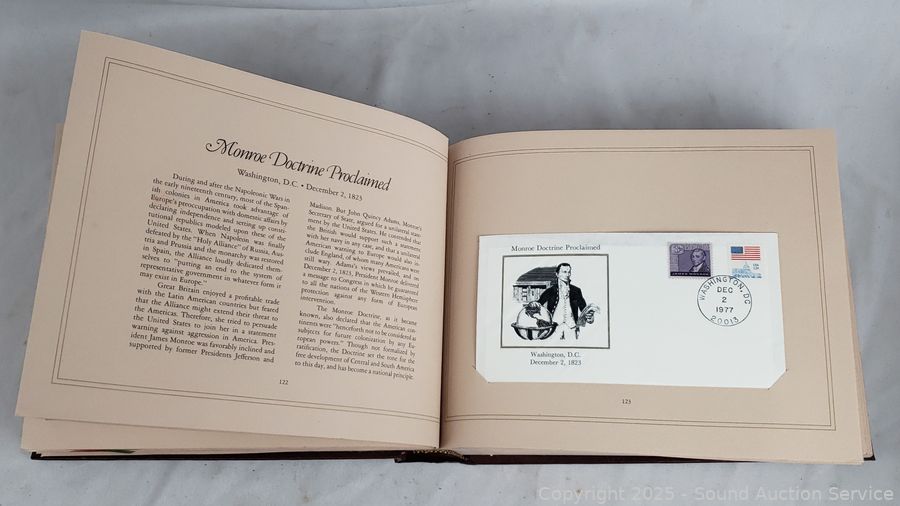 Monroe Doctrine Proclaimed
Washington, D.C. • December 2, 1823
During and after the Napoleonic Wars in
the early nineteenth century, most of the Span-
ish colonies in America took advantage of
Europe's preoccupation with domestic affairs by
declaring independence and setting up consti-
tutional republics modeled upon these of the
United States. When Napoleon was finally
defeated by the "Holy Alliance" of Russia, Aus-
tria and Prussia and the monarchy was restored
in Spain, the Alliance loudly dedicated them-
selves to "putting an end to the system of
representative government in whatever form it
may exist in Europe."
Great Britain enjoyed a profitable trade
with the Latin American countries but feared
that the Alliance might extend their threat to
the Americas. Therefore, she tried to persuade
the United States to join her in a statement
warning against aggression in America. Pres-
ident James Monroe was favorably inclined and
supported by former Presidents Jefferson and
Madison. But John Quincy Adams, Monroe's
Secretary of State, argued for a unilateral state-
ment by the United States. He contended that
the British would support such a statement
with her navy in any case, and that a unilateral
American warning to Europe would also in-
clude England, of whom many Americans were
still wary. Adams's views prevailed, and on
December 2, 1823, President Monroe delivered
a message to Congress in which he guaranteed
to all the nations of the Western Hemisphere
protection against any form of European
intervention.
The Monroe Doctrine, as it became
known, also declared that the American con-
tinents were "henceforth not to be considered as
subjects for future colonization by any Eu-
ropean powers." Though not formalized by
ratification, the Doctrine set the tone for the
free development of Central and South America
to this day, and has become a national principle.
122
Monroe Doctrine Proclaimed
Washington, D.C.
December 2, 1823
JAMES MONROE
WASHINGTON, DC
DEC
2
1977
20013
123
Copyright 2025 - Sound Auction Service